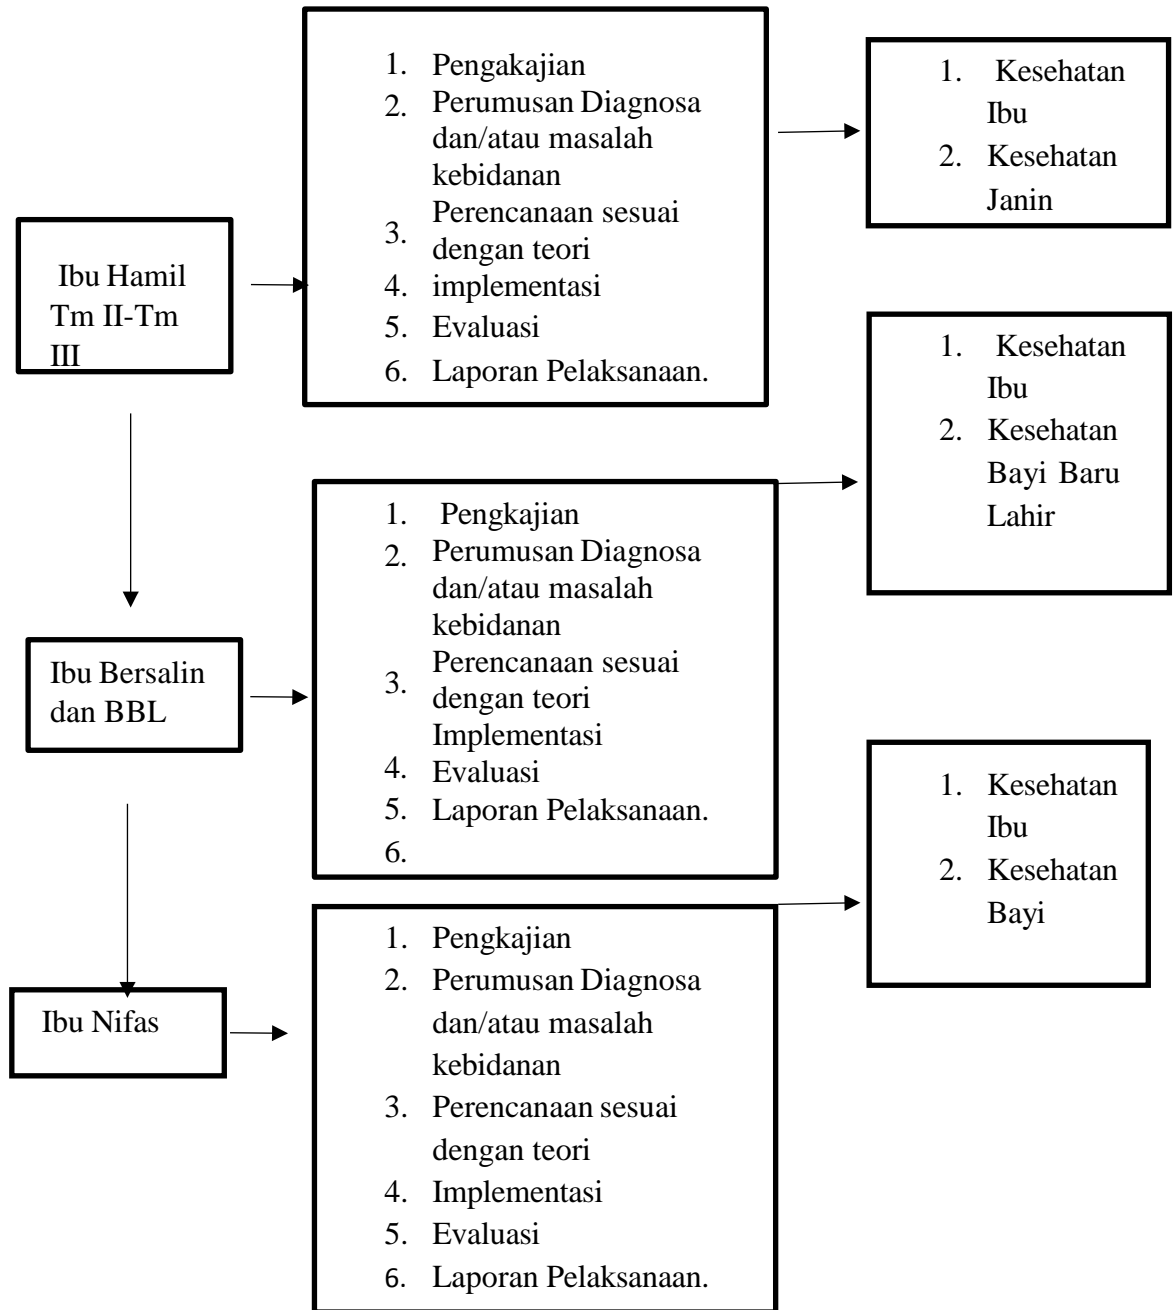 Ibu Hamil
Tm II-Tm
III
1. Pengakajian
2. Perumusan Diagnosa
dan/atau masalah
kebidanan
3. Perencanaan sesuai
dengan teori
4. implementasi
5. Evaluasi
6. Laporan Pelaksanaan.
1. Kesehatan
Ibu
2. Kesehatan
Janin
Ibu Bersalin
dan BBL
1. Pengkajian
2. Perumusan Diagnosa
dan/atau masalah
kebidanan
3. Perencanaan sesuai
dengan teori
Implementasi
4. Evaluasi
5. Laporan Pelaksanaan.
6.
1. Kesehatan
Ibu
2. Kesehatan
Bayi Baru
Lahir
Ibu Nifas
1. Pengkajian
2. Perumusan Diagnosa
dan/atau masalah
kebidanan
3. Perencanaan sesuai
dengan teori
4. Implementasi
5. Evaluasi
6. Laporan Pelaksanaan.
1. Kesehatan
Ibu
2. Kesehatan
Bayi